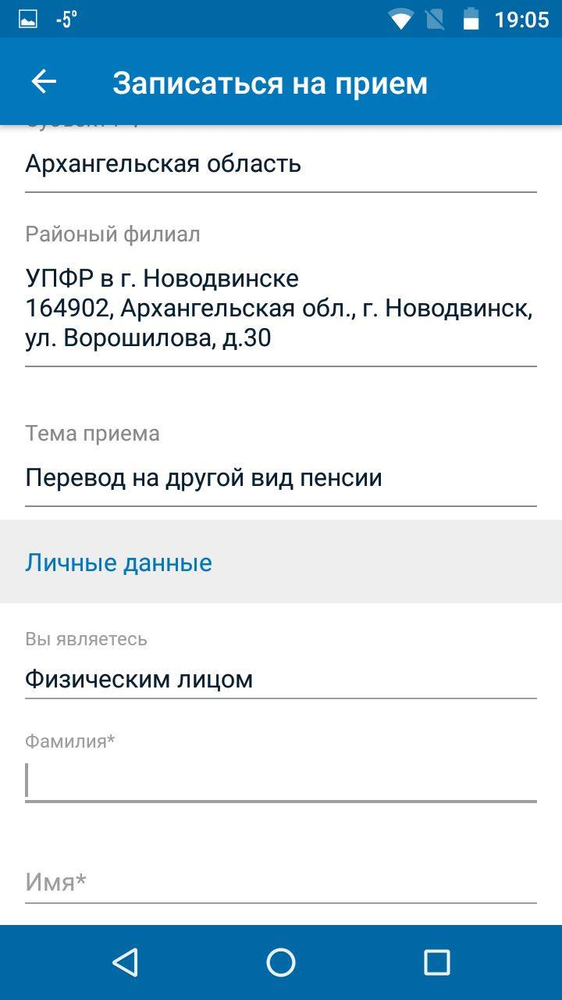 -5°
19:05
Записаться на прием
Архангельская область
Районый филиал
УПФР в г. Новодвинске
164902, Архангельская обл., г. Новодвинск,
ул. Ворошилова, д.30
Тема приема
Перевод на другой вид пенсии
Личные данные
Вы являетесь
Физическим лицом
Фамилия*
Имя*